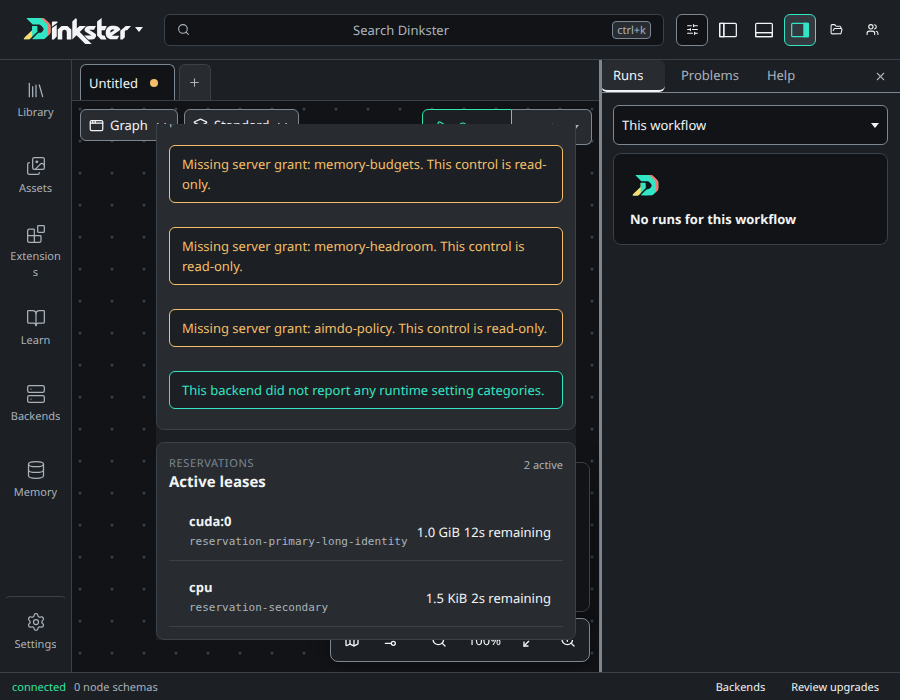 Dinkster
Search Dinkster
ctrl+k
Library
Assets
Extension
s
Learn
Backends
Memory
Settings
Untitled
+
Graph
Standard
Missing server grant: memory-budgets. This control is read-
only.
Missing server grant: memory-headroom. This control is
read-only.
Missing server grant: aimdo-policy. This control is read-only.
This backend did not report any runtime setting categories.
RESERVATIONS
2 active
Active leases
cuda:0
reservation-primary-long-identity
1.0 GiB 12s remaining
cpu
reservation-secondary
1.5 KiB 2s remaining
100%
Runs
Problems
Help
This workflow
No runs for this workflow
connected
0 node schemas
Backends
Review upgrades